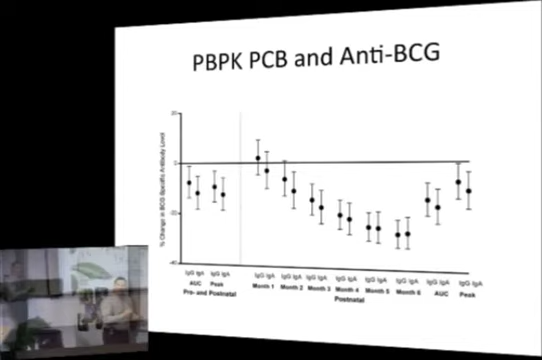 PBPK PCB and Anti-BCG
% Change in BCG-Specific Antibody Level
20
0
-20
-40
IgG IgA IgG IgA IgG IgA IgG IgA IgG IgA IgG IgA IgG IgA IgG IgA IgG IgA IgG IgA
AUC Peak Month 1 Month 2 Month 3 Month 4 Month 5 Month 6 AUC Peak
Pre- and Postnatal Postnatal